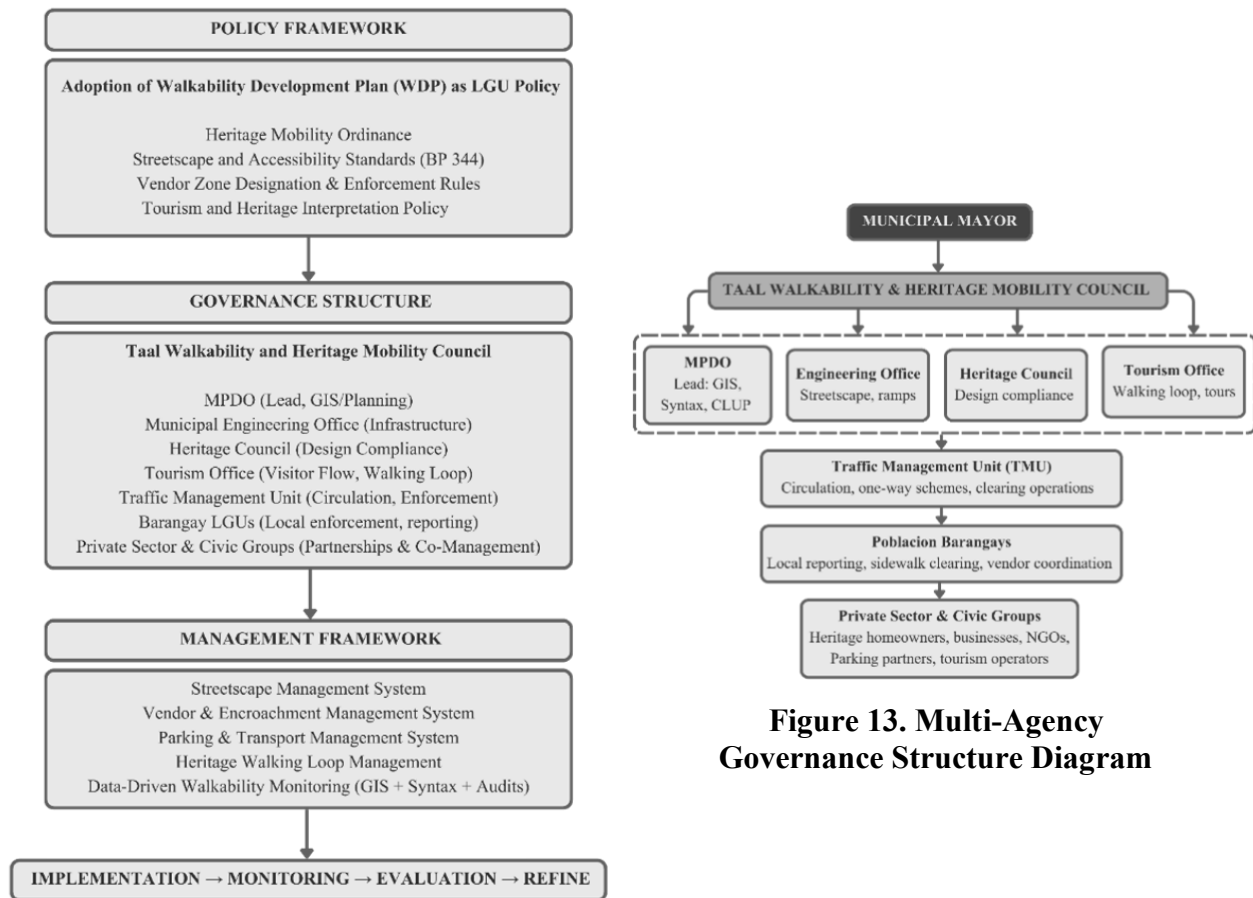 POLICY FRAMEWORK
Adoption of Walkability Development Plan (WDP) as LGU Policy
Heritage Mobility Ordinance
Streetscape and Accessibility Standards (BP 344)
Vendor Zone Designation & Enforcement Rules
Tourism and Heritage Interpretation Policy
GOVERNANCE STRUCTURE
Taal Walkability and Heritage Mobility Council
MPDO (Lead, GIS/Planning)
Municipal Engineering Office (Infrastructure)
Heritage Council (Design Compliance)
Tourism Office (Visitor Flow, Walking Loop)
Traffic Management Unit (Circulation, Enforcement)
Barangay LGUs (Local enforcement, reporting)
Private Sector & Civic Groups (Partnerships & Co-Management)
MANAGEMENT FRAMEWORK
Streetscape Management System
Vendor & Encroachment Management System
Parking & Transport Management System
Heritage Walking Loop Management
Data-Driven Walkability Monitoring (GIS + Syntax + Audits)
IMPLEMENTATION → MONITORING → EVALUATION → REFINE
MUNICIPAL MAYOR
TAAL WALKABILITY & HERITAGE MOBILITY COUNCIL
MPDO
Lead: GIS,
Syntax, CLUP
Engineering Office
Streetscape, ramps
Heritage Council
Design compliance
Tourism Office
Walking loop, tours
Traffic Management Unit (TMU)
Circulation, one-way schemes, clearing operations
Poblacion Barangays
Local reporting, sidewalk clearing, vendor coordination
Private Sector & Civic Groups
Heritage homeowners, businesses, NGOs,
Parking partners, tourism operators
Figure 13. Multi-Agency
Governance Structure Diagram